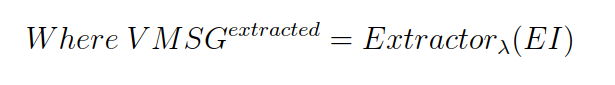 Where VMSG^{extracted} = Extractor_λ(EI)